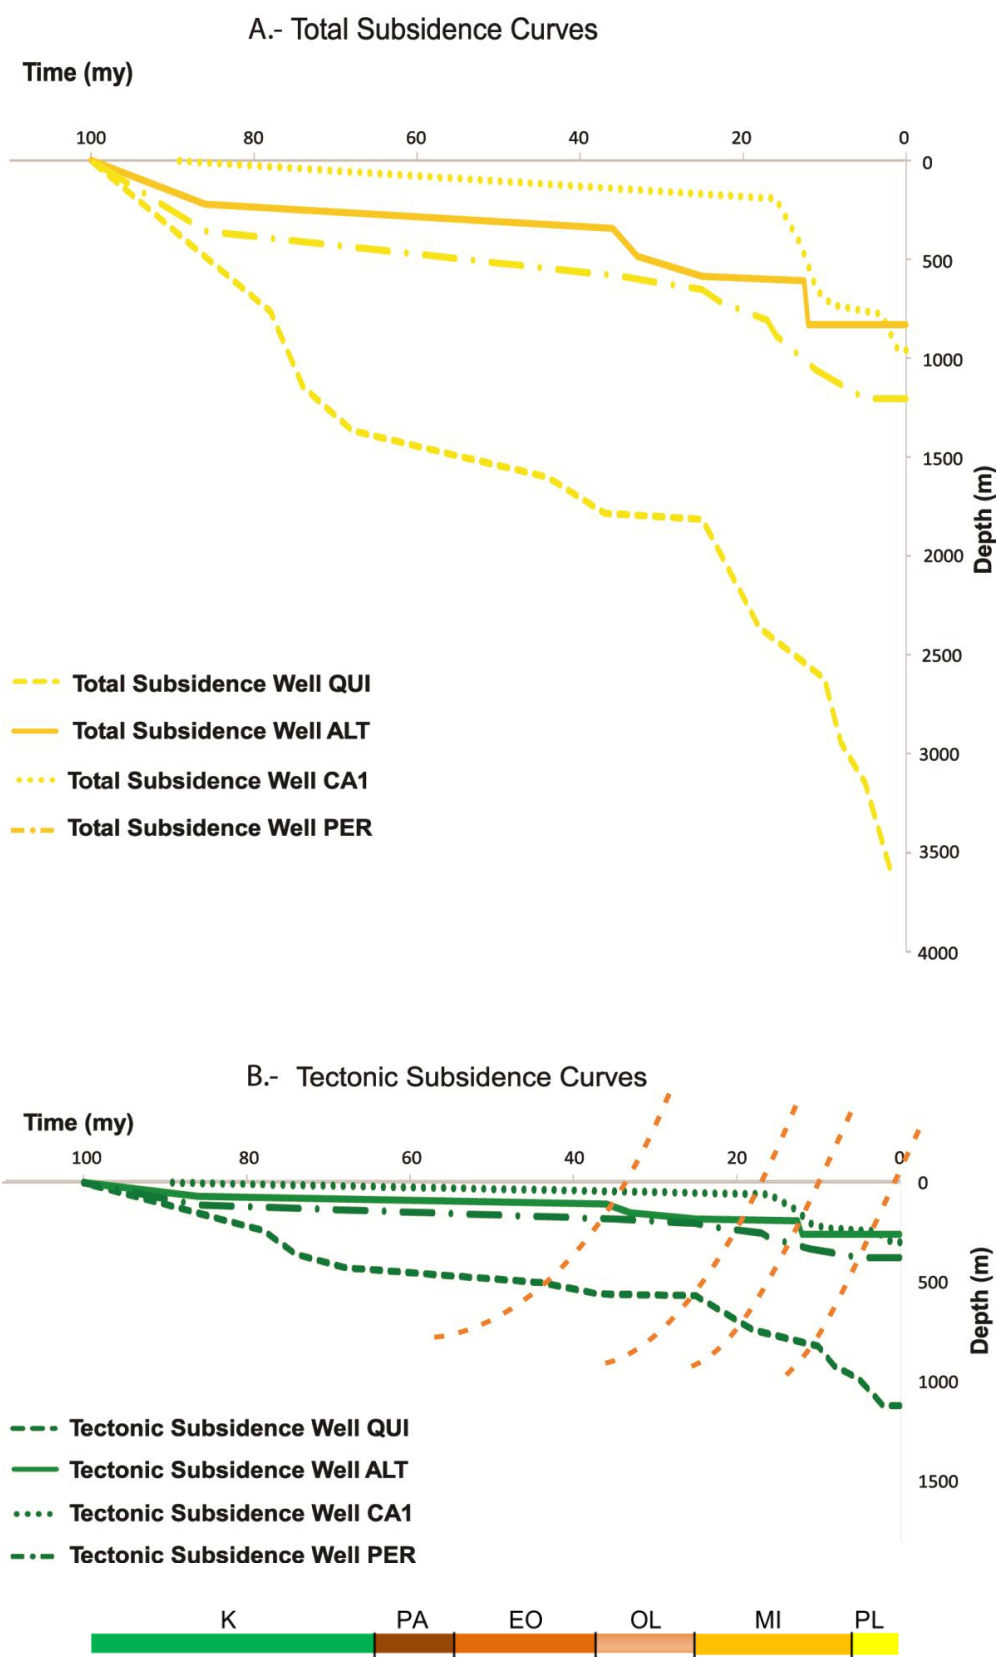 A.- Total Subsidence Curves
Time (my)
100 80 60 40 20 0
0
500
1000
1500
2000
2500
3000
3500
4000
Depth (m)
Total Subsidence Well QUI
Total Subsidence Well ALT
Total Subsidence Well CA1
Total Subsidence Well PER
B.- Tectonic Subsidence Curves
Time (my)
100 80 60 40 20 0
0
500
1000
1500
Depth (m)
Tectonic Subsidence Well QUI
Tectonic Subsidence Well ALT
Tectonic Subsidence Well CA1
Tectonic Subsidence Well PER
K PA EO OL MI PL